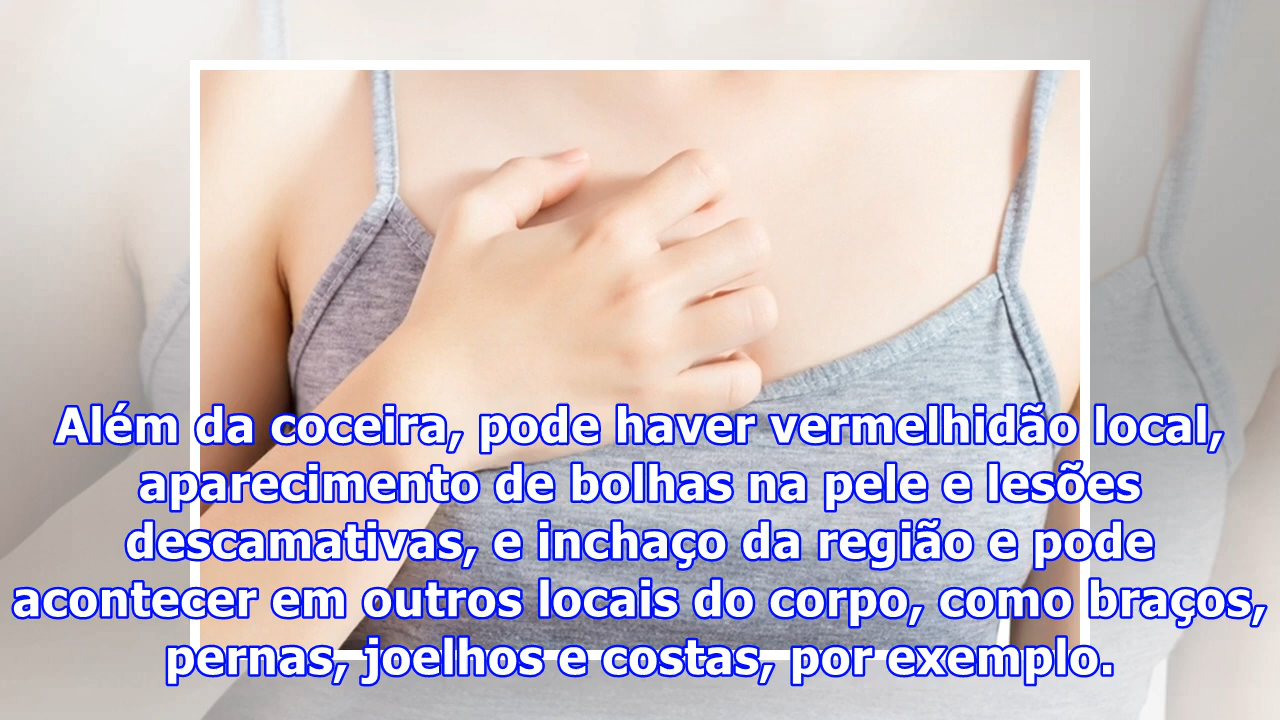 Além da coceira, pode haver vermelhidão local,
aparecimento de bolhas na pele e lesões
descamativas, e inchaço da região e pode
acontecer em outros locais do corpo, como braços,
pernas, joelhos e costas, por exemplo.